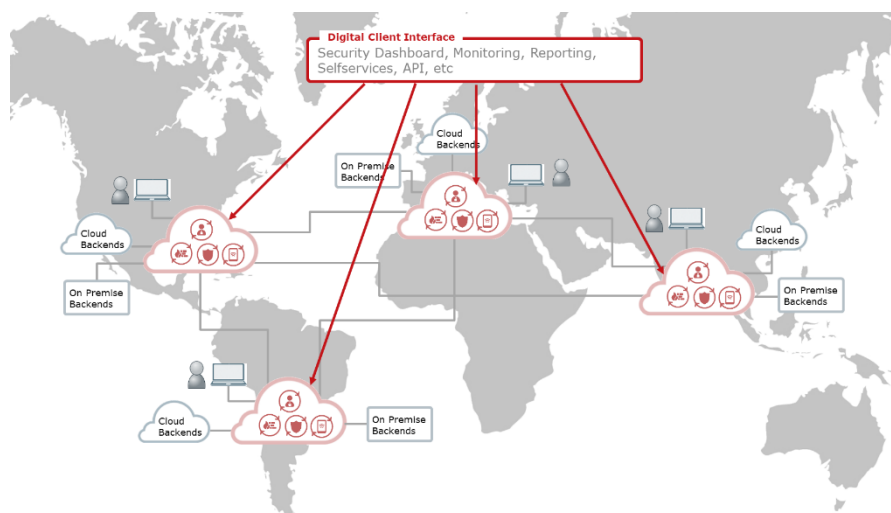 Digital Client Interface
Security Dashboard, Monitoring, Reporting,
Selfservices, API, etc
Cloud
Backends
On Premise
Backends
Cloud
Backends
On Premise
Backends
Cloud
Backends
On Premise
Backends
Cloud
Backends
On Premise
Backends